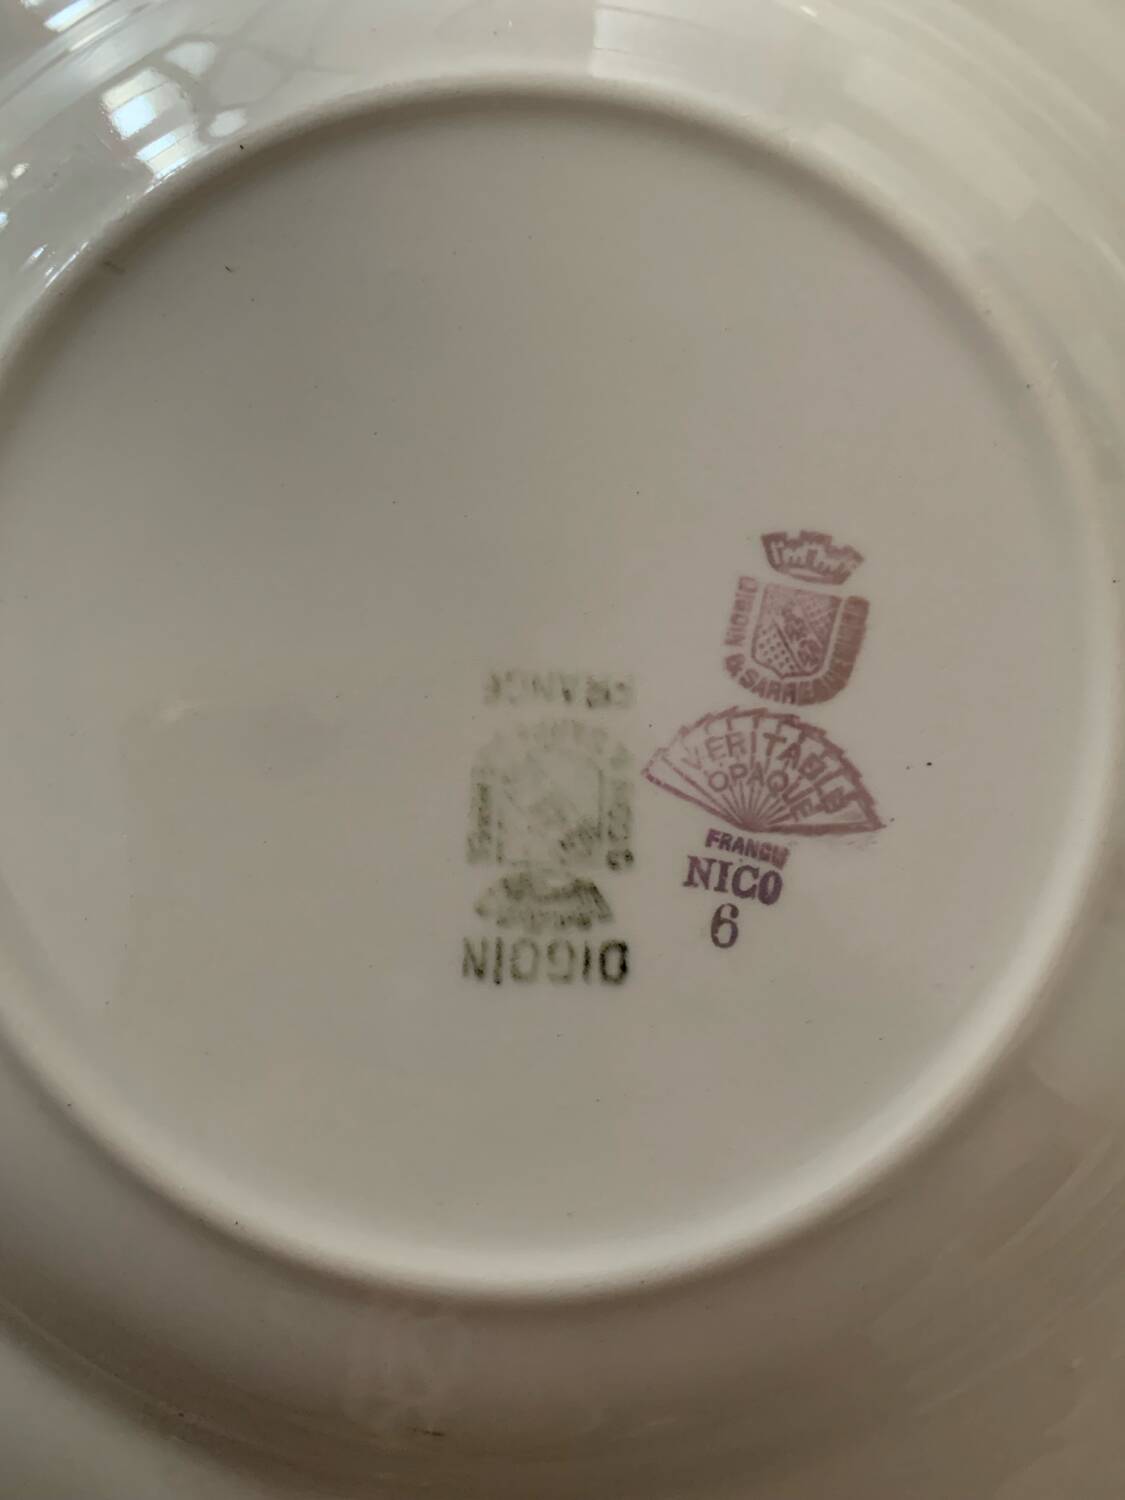 DIGOIN
& SARREGUEMINES
VERITABLE
OPAQUE
FRANCE
NICO
6
DIGOIN
FRANCE